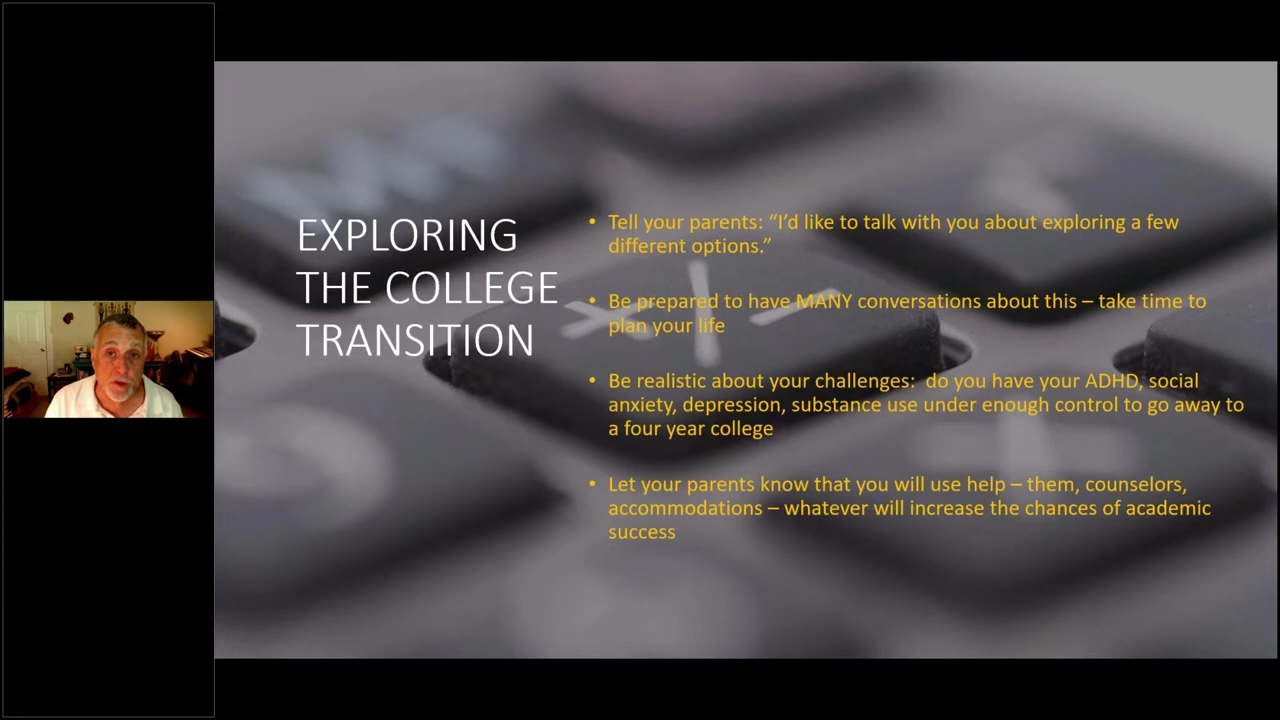 EXPLORING
THE COLLEGE
TRANSITION
• Tell your parents: “I’d like to talk with you about exploring a few
different options.”
• Be prepared to have MANY conversations about this – take time to
plan your life
• Be realistic about your challenges:  do you have your ADHD, social
anxiety, depression, substance use under enough control to go away to
a four year college
• Let your parents know that you will use help – them, counselors,
accommodations – whatever will increase the chances of academic
success